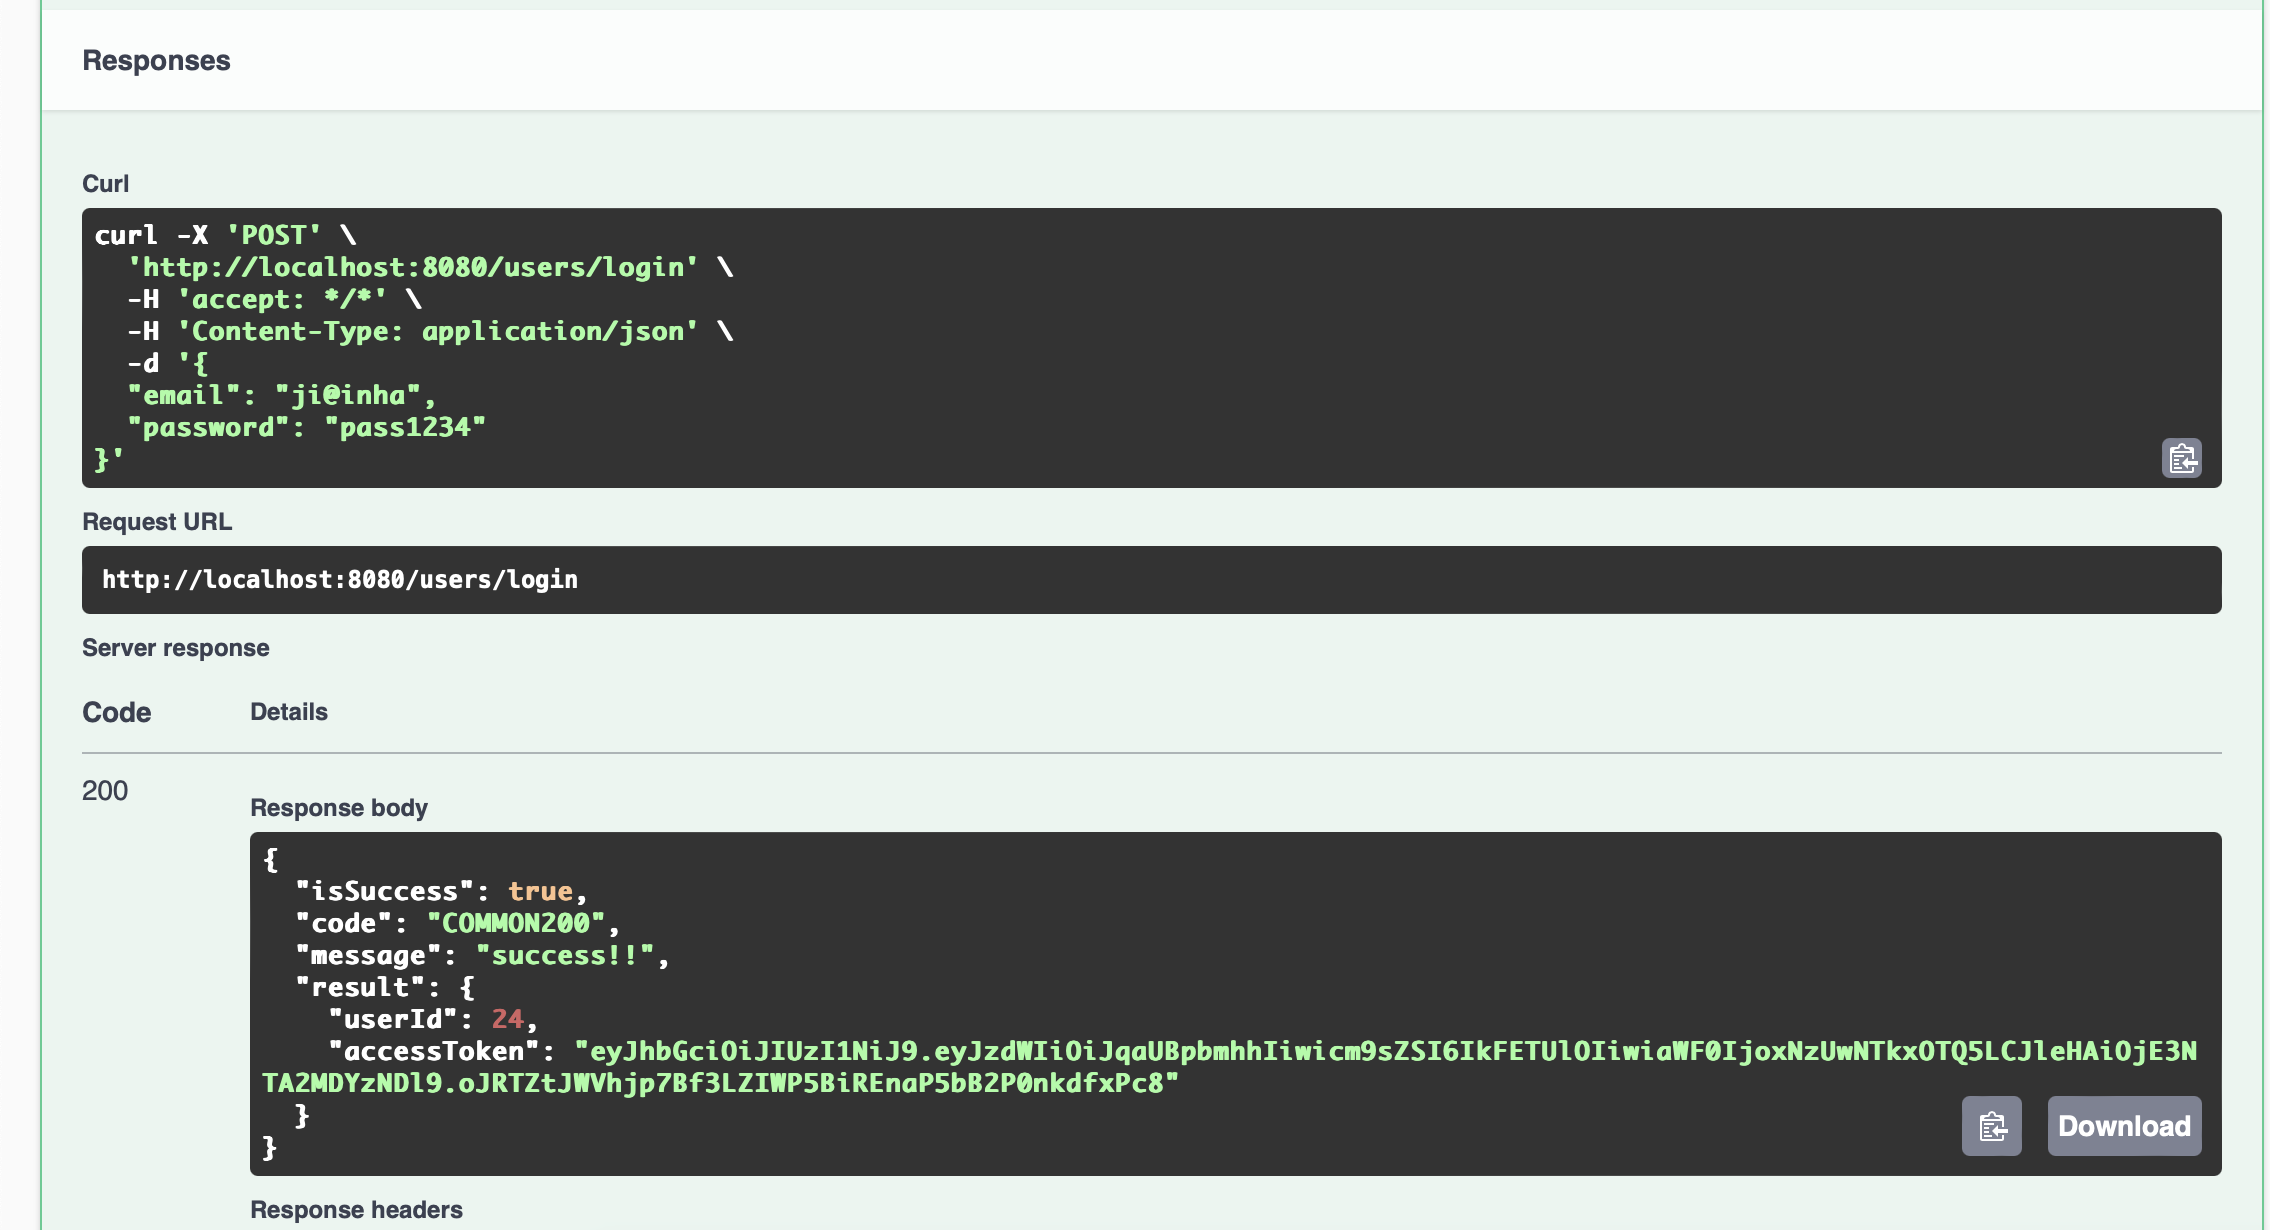 Responses
Curl
curl -X 'POST' \
  'http://localhost:8080/users/login' \
  -H 'accept: */*' \
  -H 'Content-Type: application/json' \
  -d '{
  "email": "ji@inha",
  "password": "pass1234"
}'
Request URL
http://localhost:8080/users/login
Server response
Code Details
200
Response body
{
  "isSuccess": true,
  "code": "COMMON200",
  "message": "success!!",
  "result": {
    "userId": 24,
    "accessToken": "eyJhbGciOiJIUzI1NiJ9.eyJzdWIiOiJqaUBpbmhhIiwicm9sZSI6IkFETUlOIiwiaWF0IjoxNzUwNTkxOTQ5LCJleHAiOjE3N
TA2MDYzNDl9.oJRTZtJWVhjp7Bf3LZIWP5BiREnaP5bB2P0nkdfxPc8"
  }
}
Download
Response headers